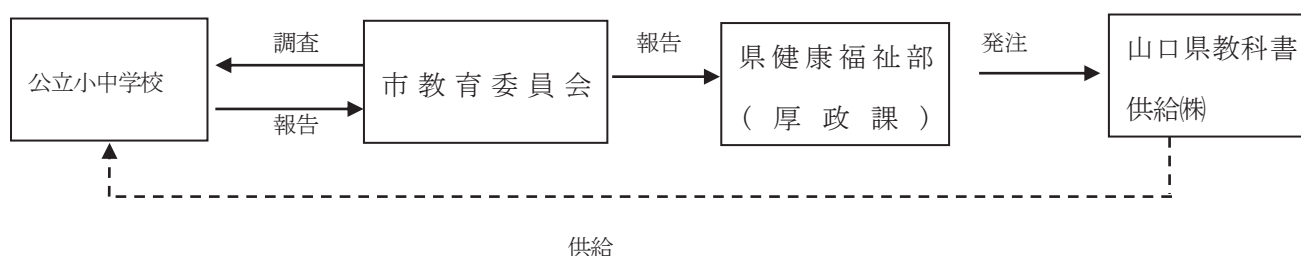 公立小中学校
調査
報告
市教育委員会
報告
県健康福祉部
(厚政課)
発注
山口県教科書
供給㈱
供給